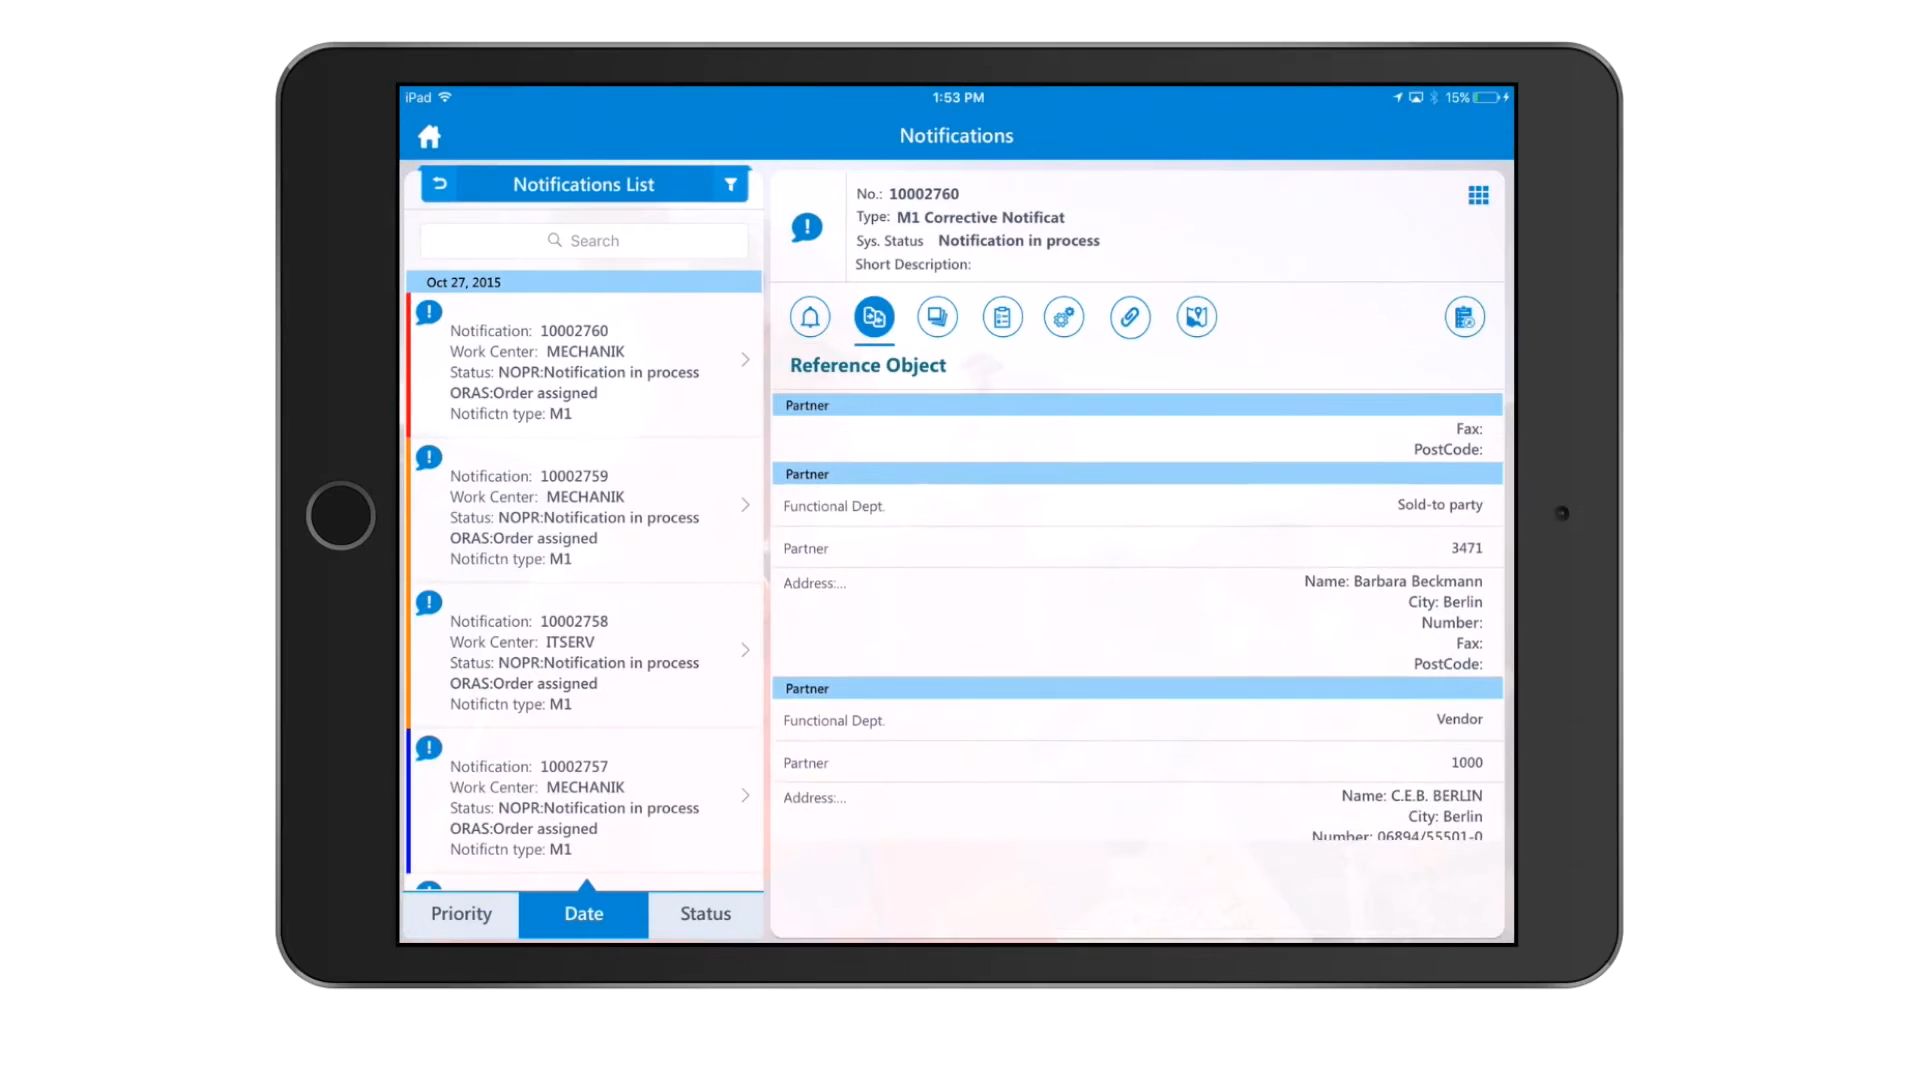 iPad
1:53 PM
15%
Notifications
Notifications List
Search
Oct 27, 2015
Notification: 10002760
Work Center: MECHANIK
Status: NOPR:Notification in process
ORAS:Order assigned
Notifictn type: M1
Notification: 10002759
Work Center: MECHANIK
Status: NOPR:Notification in process
ORAS:Order assigned
Notifictn type: M1
Notification: 10002758
Work Center: ITSERV
Status: NOPR:Notification in process
ORAS:Order assigned
Notifictn type: M1
Notification: 10002757
Work Center: MECHANIK
Status: NOPR:Notification in process
ORAS:Order assigned
Notifictn type: M1
Priority
Date
Status
No.: 10002760
Type: M1 Corrective Notificat
Sys. Status Notification in process
Short Description:
Reference Object
Partner
Fax:
PostCode:
Partner
Functional Dept. Sold-to party
Partner 3471
Address:... Name: Barbara Beckmann
City: Berlin
Number:
Fax:
PostCode:
Partner
Functional Dept. Vendor
Partner 1000
Address:... Name: C.E.B. BERLIN
City: Berlin
Number: 06894/55501-0